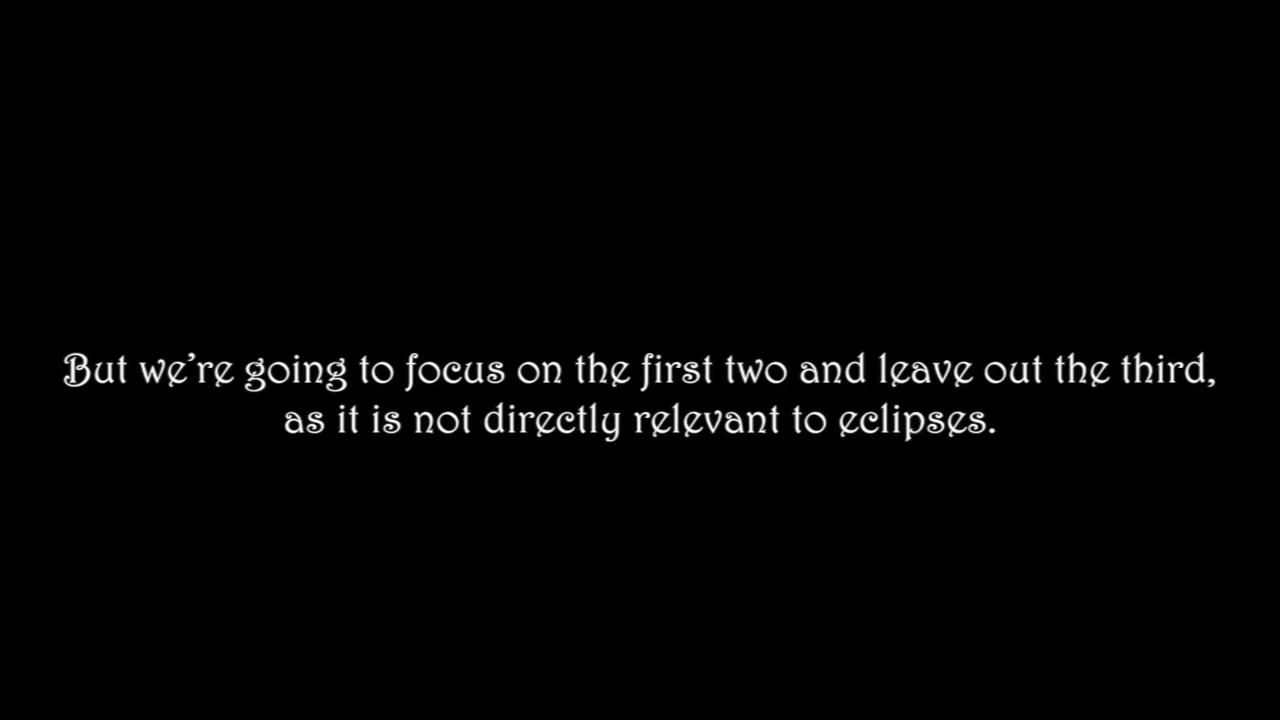 But we're going to focus on the first two and leave out the third,
as it is not directly relevant to eclipses.